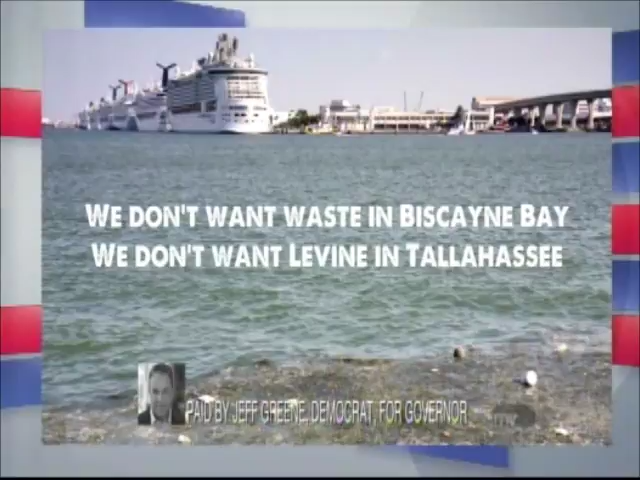 WE DON'T WANT WASTE IN BISCAYNE BAY
WE DON'T WANT LEVINE IN TALLAHASSEE
PAID BY JEFF GREENE, DEMOCRAT, FOR GOVERNOR